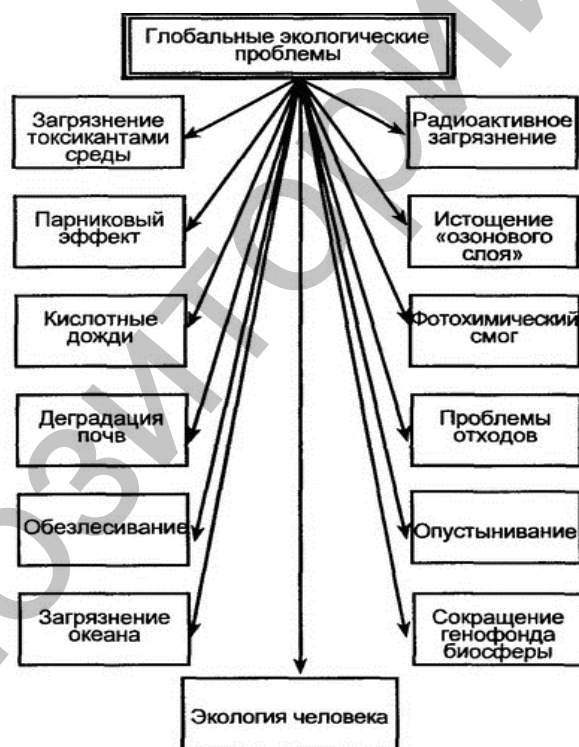 Глобальные экологические
проблемы
Загрязнение
токсикантами
среды
Радиоактивное
загрязнение
Парниковый
эффект
Истощение
«озонового
слоя»
Кислотные
дожди
Фотохимический
смог
Деградация
почв
Проблемы
отходов
Обезлесивание
Опустынивание
Загрязнение
океана
Сокращение
генофонда
биосферы
Экология человека